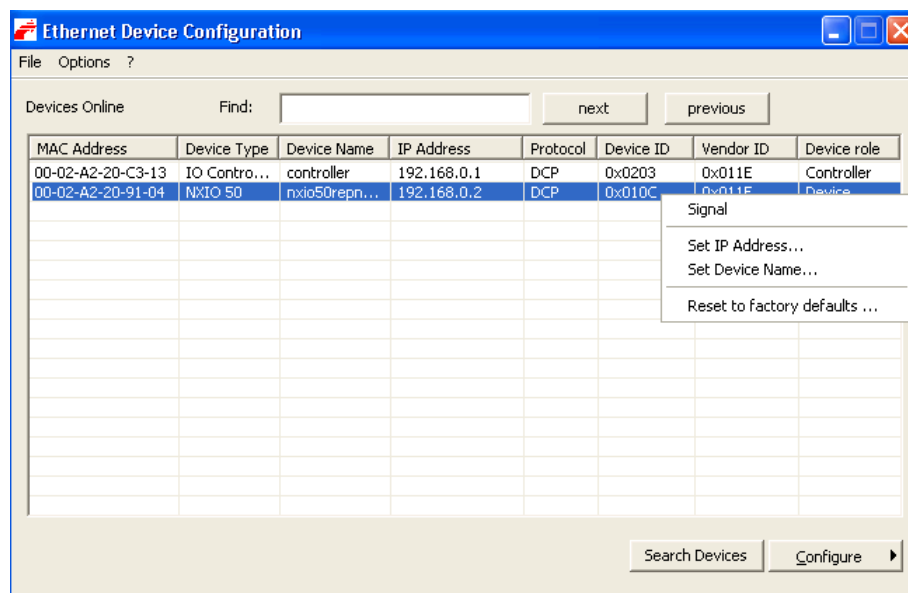 Ethernet Device Configuration
File Options ?
Devices Online Find: next previous
MAC Address Device Type Device Name IP Address Protocol Device ID Vendor ID Device role
00-02-A2-20-C3-13 IO Contro... controller 192.168.0.1 DCP 0x0203 0x011E Controller
00-02-A2-20-91-04 NXIO 50 nxio50repn... 192.168.0.2 DCP 0x010C 0x011E Device
Signal
Set IP Address...
Set Device Name...
Reset to factory defaults ...
Search Devices Configure